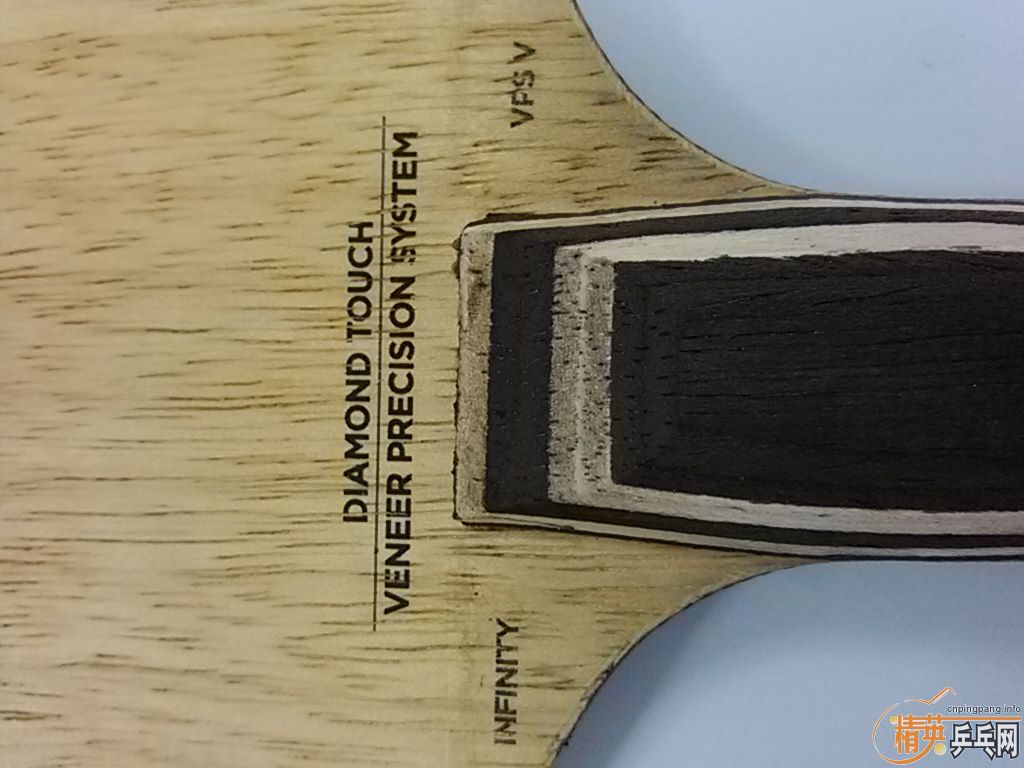 DIAMOND TOUCH
VENEER PRECISION SYSTEM
INFINITY
VPS V
cnpingpang.info
精英乒乓网